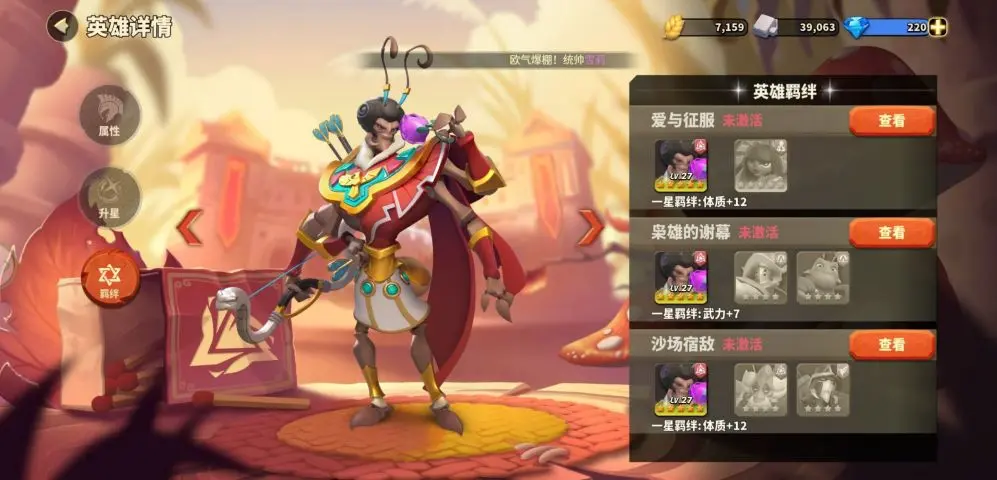 英雄详情
7,159
39,063
220
欧气爆棚！统帅雪莉
属性
升星
羁绊
英雄羁绊
爱与征服 未激活
查看
Lv.27
一星羁绊:体质+12
枭雄的谢幕 未激活
查看
Lv.27
一星羁绊:武力+7
沙场宿敌 未激活
查看
Lv.27
一星羁绊:体质+12